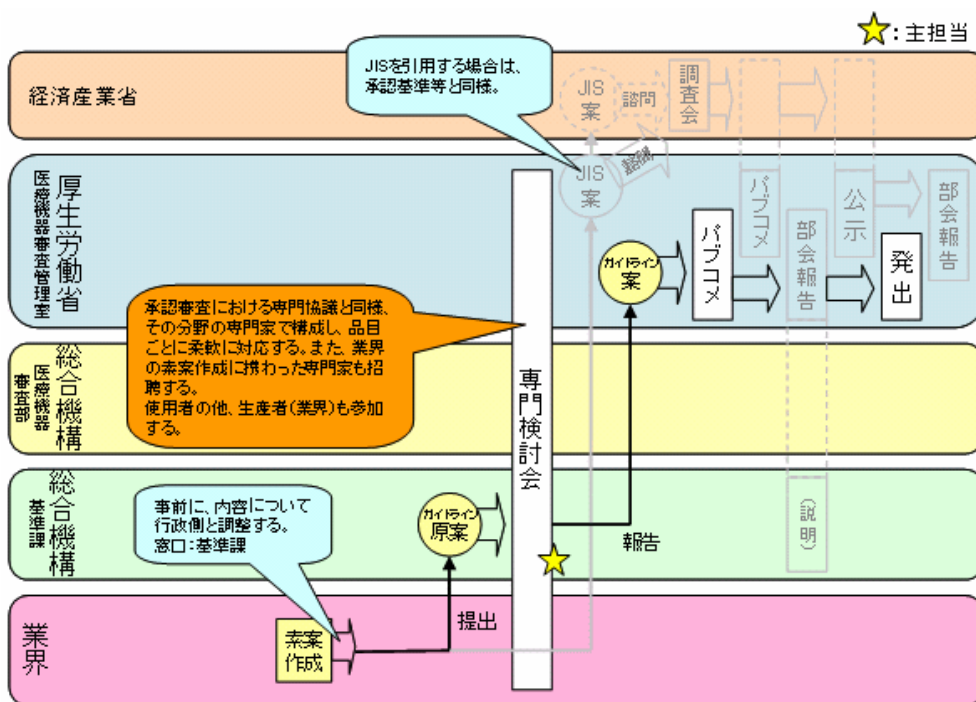 ★：主担当
経済産業省
JISを引用する場合は、
承認基準等と同様。
JIS
案
諮問
調査会
厚生労働省
医療機器審査管理室
JIS
案
パブコメ
公示
部会報告
ガイドライン
案
パブコメ
部会報告
発出
承認審査における専門協議と同様、
その分野の専門家で構成し、品目
ごとに柔軟に対応する。また、業界
の素案作成に携わった専門家も招
聘する。
使用者の他、生産者（業界）も参加
する。
総合機構
医療機器
審査部
専門検討会
総合機構
基準課
事前に、内容について
行政側と調整する。
窓口：基準課
ガイドライン
原案
報告
（説明）
業界
素案
作成
提出